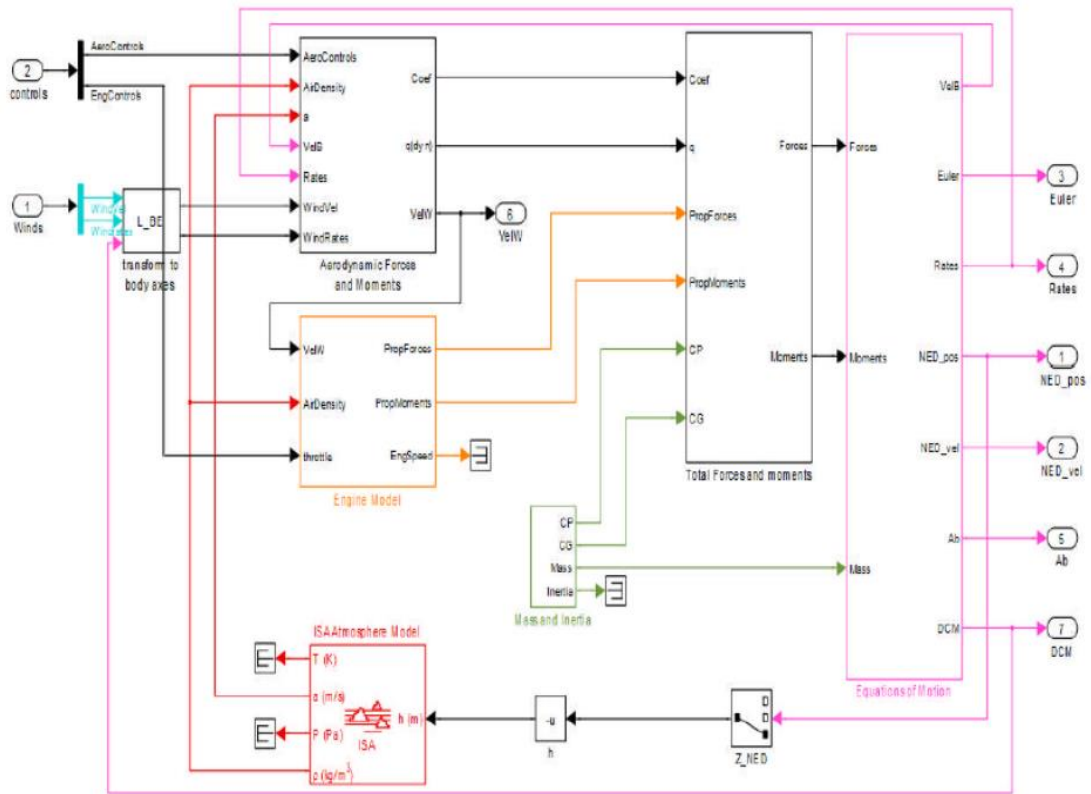 2
controls
AeroControls
EngControls
1
Winds
WindVel
Windrates
L_BE
transform to
body axes
AeroControls
AirDensity
a
VelB
Rates
WindVel
WindRates
Coef
q(dyn)
VelW
Aerodynamic Forces
and Moments
6
VelW
VelW
AirDensity
throttle
PropForces
PropMoments
EngSpeed
Engine Model
Coef
q
PropForces
PropMoments
CP
CG
Forces
Moments
Total Forces and moments
CP
CG
Mass
Inertia
Mass and Inertia
Forces
Moments
Mass
VelB
Euler
Rates
NED_pos
NED_vel
Ab
DCM
Equations of Motion
3
Euler
4
Rates
1
NED_pos
2
NED_vel
5
Ab
7
DCM
ISA Atmosphere Model
T (K)
a (m/s)
P (Pa)
ρ (kg/m³)
h (m)
ISA
-u
h
Z_NED